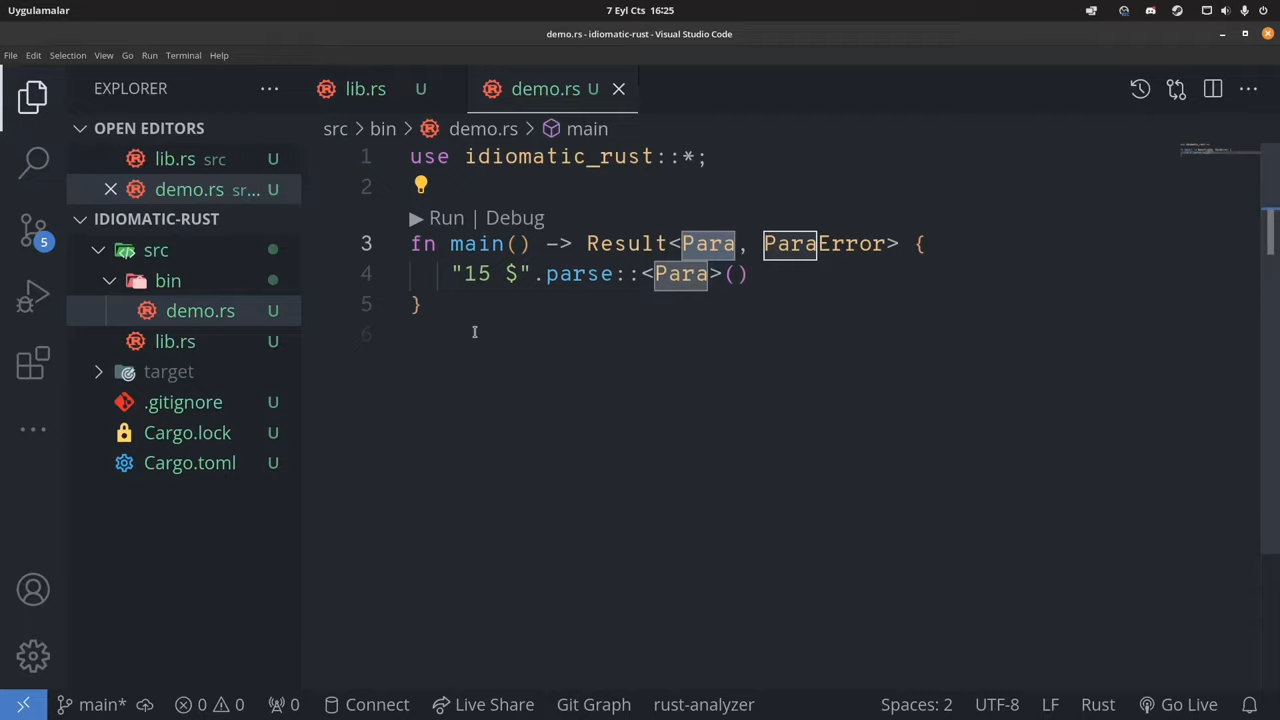 Uygulamalar 7 Eyl Cts 16:25
demo.rs - idiomatic-rust - Visual Studio Code
File Edit Selection View Go Run Terminal Help
EXPLORER
OPEN EDITORS
lib.rs src U
demo.rs sr... U
IDIOMATIC-RUST
src
bin
demo.rs U
lib.rs U
target
.gitignore U
Cargo.lock U
Cargo.toml U
5
lib.rs U demo.rs U
src > bin > demo.rs > main
1 use idiomatic_rust::*;
2
Run | Debug
3 fn main() -> Result<Para, ParaError> {
4 "15 $".parse::<Para>()
5 }
6
main* 0 0 0 Connect Live Share Git Graph rust-analyzer Spaces: 2 UTF-8 LF Rust Go Live